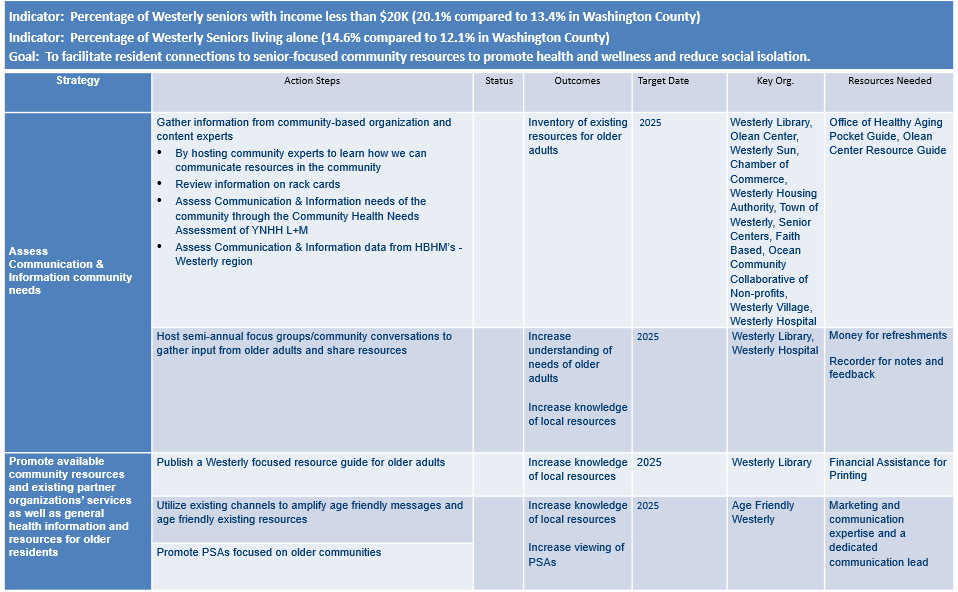 Indicator:  Percentage of Westerly seniors with income less than $20K (20.1% compared to 13.4% in Washington County)
Indicator:  Percentage of Westerly Seniors living alone (14.6% compared to 12.1% in Washington County)
Goal:  To facilitate resident connections to senior-focused community resources to promote health and wellness and reduce social isolation.
Strategy
Action Steps
Status
Outcomes
Target Date
Key Org.
Resources Needed
Assess
Communication &
Information community
needs
Gather information from community-based organization and
content experts
• By hosting community experts to learn how we can
communicate resources in the community
• Review information on rack cards
• Assess Communication & Information needs of the
community through the Community Health Needs
Assessment of YNHH L+M
• Assess Communication & Information data from HBHM's -
Westerly region
Inventory of existing
resources for older
adults
2025
Westerly Library,
Olean Center,
Westerly Sun,
Chamber of
Commerce,
Westerly Housing
Authority, Town of
Westerly, Senior
Centers, Faith
Based, Ocean
Community
Collaborative of
Non-profits,
Westerly Village,
Westerly Hospital
Office of Healthy Aging
Pocket Guide, Olean
Center Resource Guide
Host semi-annual focus groups/community conversations to
gather input from older adults and share resources
Increase
understanding of
needs of older
adults
Increase knowledge
of local resources
2025
Westerly Library,
Westerly Hospital
Money for refreshments
Recorder for notes and
feedback
Promote available
community resources
and existing partner
organizations' services
as well as general
health information and
resources for older
residents
Publish a Westerly focused resource guide for older adults
Increase knowledge
of local resources
2025
Westerly Library
Financial Assistance for
Printing
Utilize existing channels to amplify age friendly messages and
age friendly existing resources
Promote PSAs focused on older communities
Increase knowledge
of local resources
Increase viewing of
PSAs
2025
Age Friendly
Westerly
Marketing and
communication
expertise and a
dedicated
communication lead